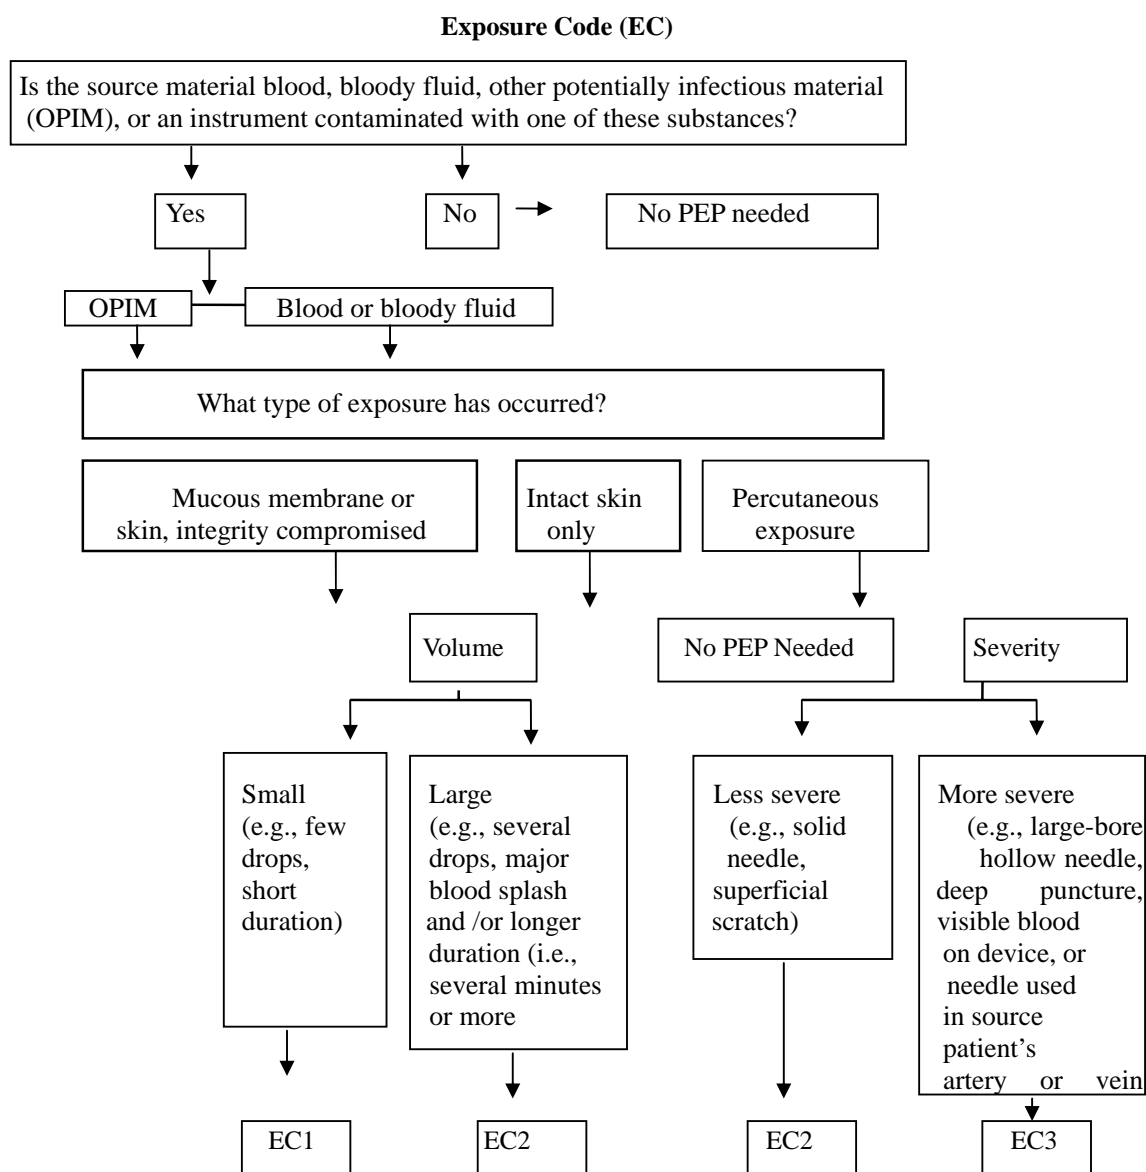 Exposure Code (EC)
Is the source material blood, bloody fluid, other potentially infectious material
(OPIM), or an instrument contaminated with one of these substances?
Yes
No
No PEP needed
OPIM
Blood or bloody fluid
What type of exposure has occurred?
Mucous membrane or
skin, integrity compromised
Intact skin
only
Percutaneous
exposure
Volume
No PEP Needed
Severity
Small
(e.g., few
drops,
short
duration)
Large
(e.g., several
drops, major
blood splash
and /or longer
duration (i.e.,
several minutes
or more
Less severe
(e.g., solid
needle,
superficial
scratch)
More severe
(e.g., large-bore
hollow needle,
deep puncture,
visible blood
on device, or
needle used
in source
patient's
artery or vein
EC1
EC2
EC2
EC3